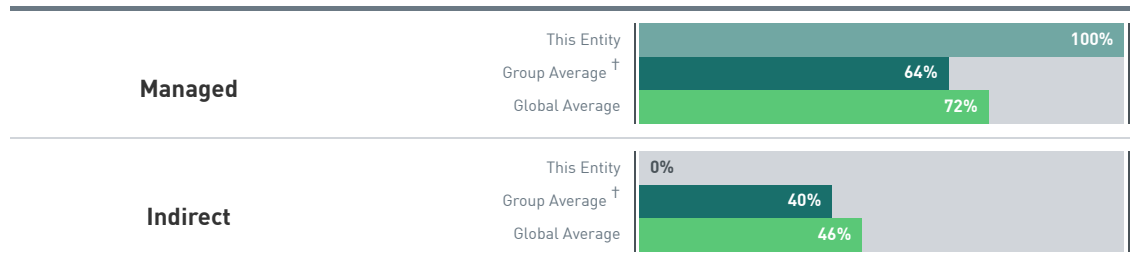 This Entity 100%
Managed
Group Average † 64%
Global Average 72%
This Entity 0%
Indirect
Group Average † 40%
Global Average 46%